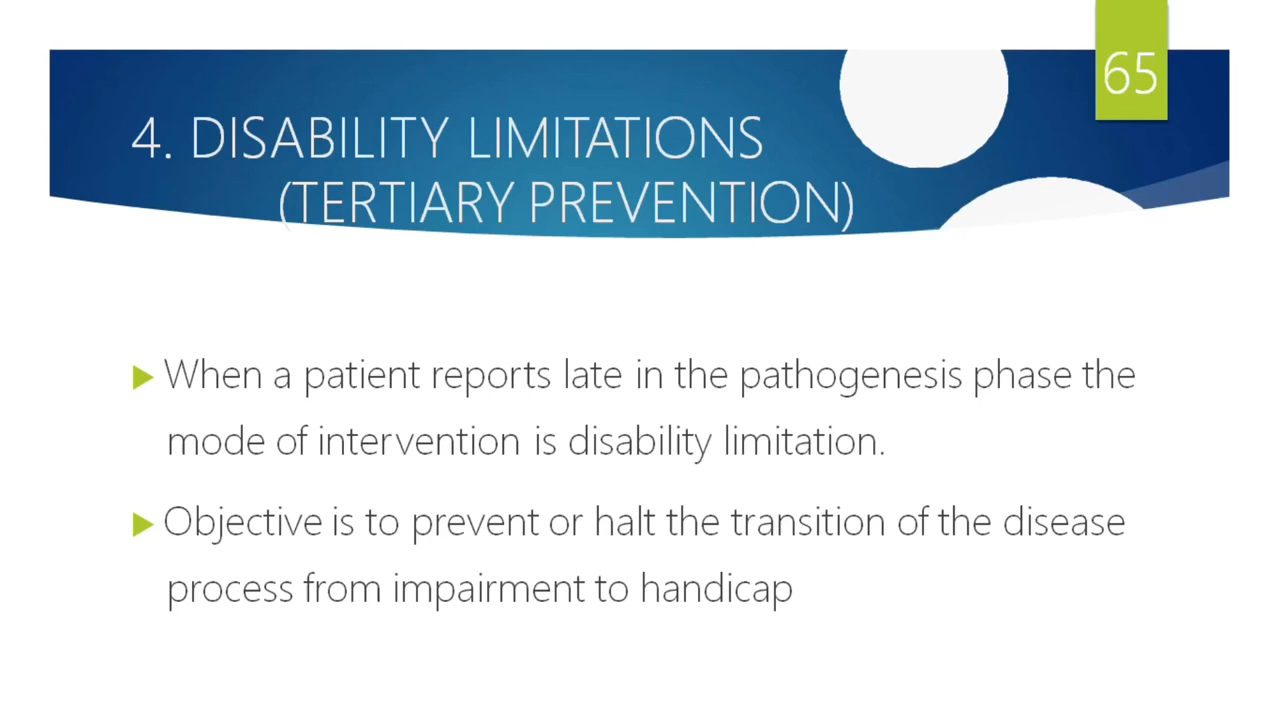 65
4. DISABILITY LIMITATIONS
(TERTIARY PREVENTION)
When a patient reports late in the pathogenesis phase the
mode of intervention is disability limitation.
Objective is to prevent or halt the transition of the disease
process from impairment to handicap